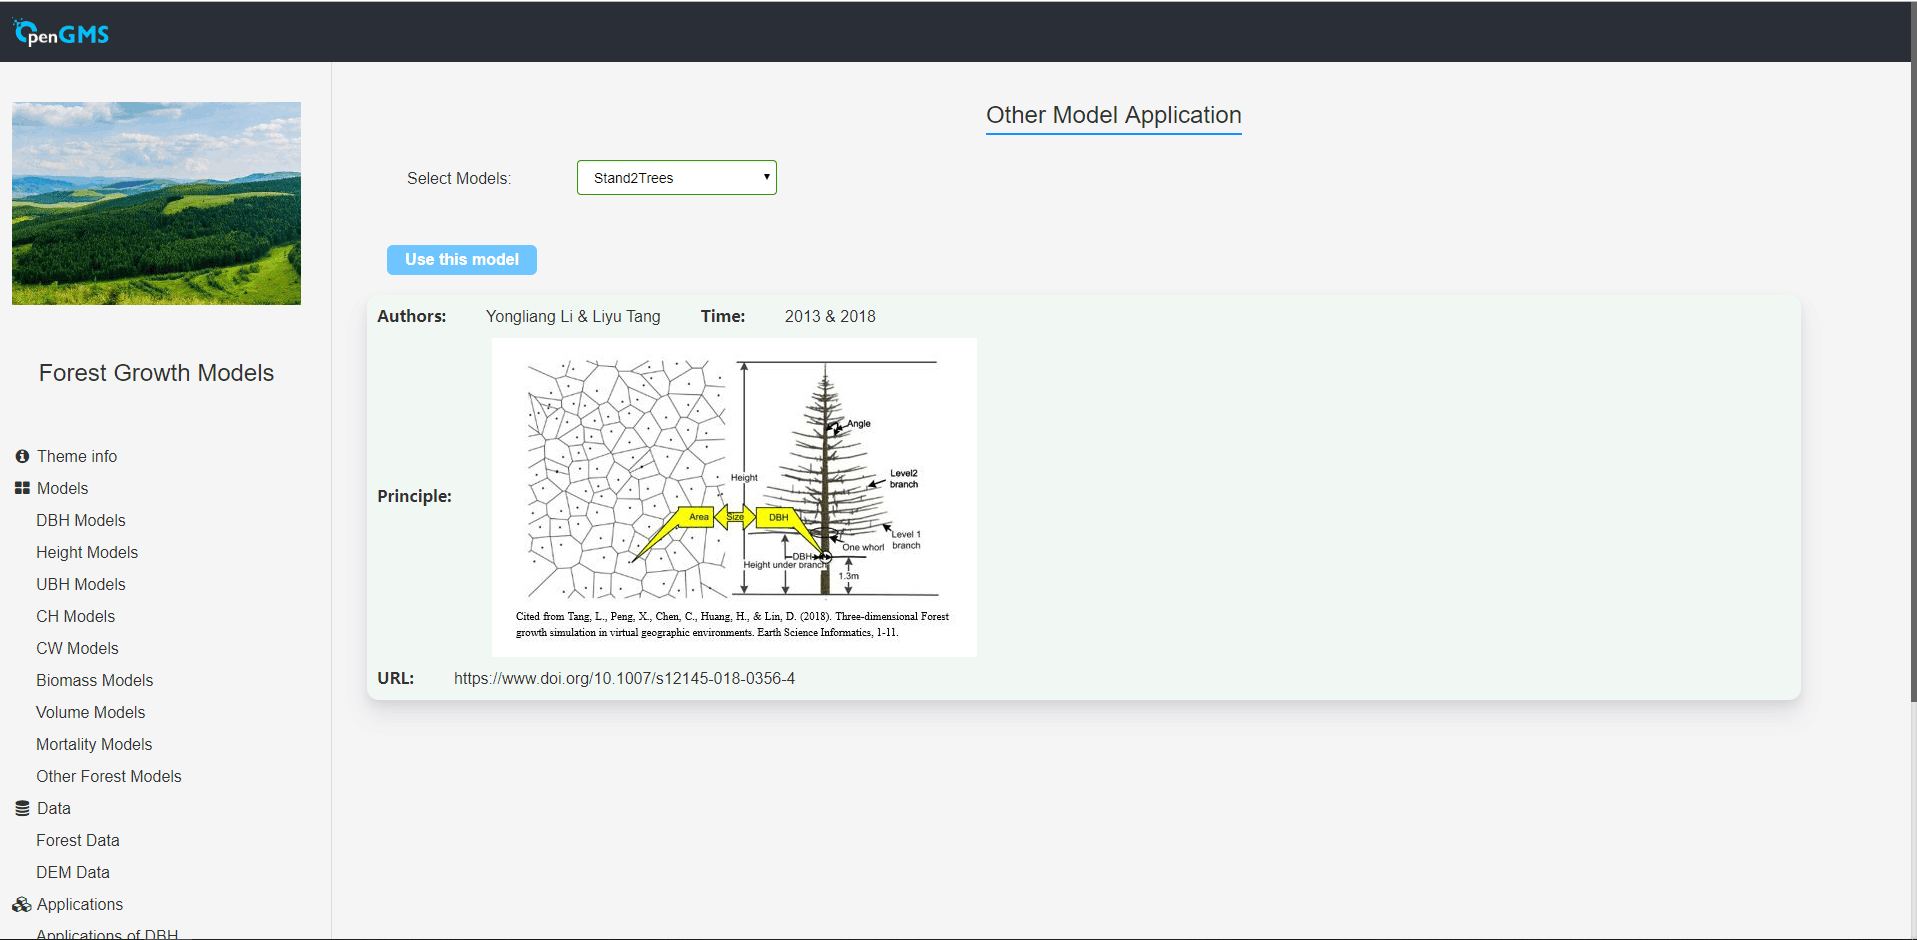 OpenGMS
Forest Growth Models
Theme info
Models
DBH Models
Height Models
UBH Models
CH Models
CW Models
Biomass Models
Volume Models
Mortality Models
Other Forest Models
Data
Forest Data
DEM Data
Applications
Applications of DBH
Other Model Application
Select Models: Stand2Trees
Use this model
Authors: Yongliang Li & Liyu Tang Time: 2013 & 2018
Principle:
Angle
Height
Level2
branch
Area Size DBH
Level 1
branch
One whorl
DBH
Height under branch
1.3m
Cited from Tang, L., Peng, X., Chen, C., Huang, H., & Lin, D. (2018). Three-dimensional Forest
growth simulation in virtual geographic environments. Earth Science Informatics, 1-11.
URL: https://www.doi.org/10.1007/s12145-018-0356-4